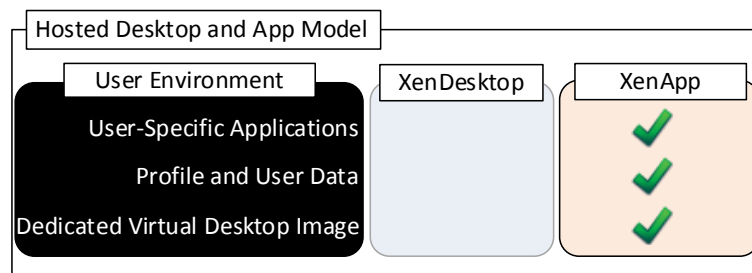 Hosted Desktop and App Model
User Environment
XenDesktop
XenApp
User-Specific Applications
Profile and User Data
Dedicated Virtual Desktop Image